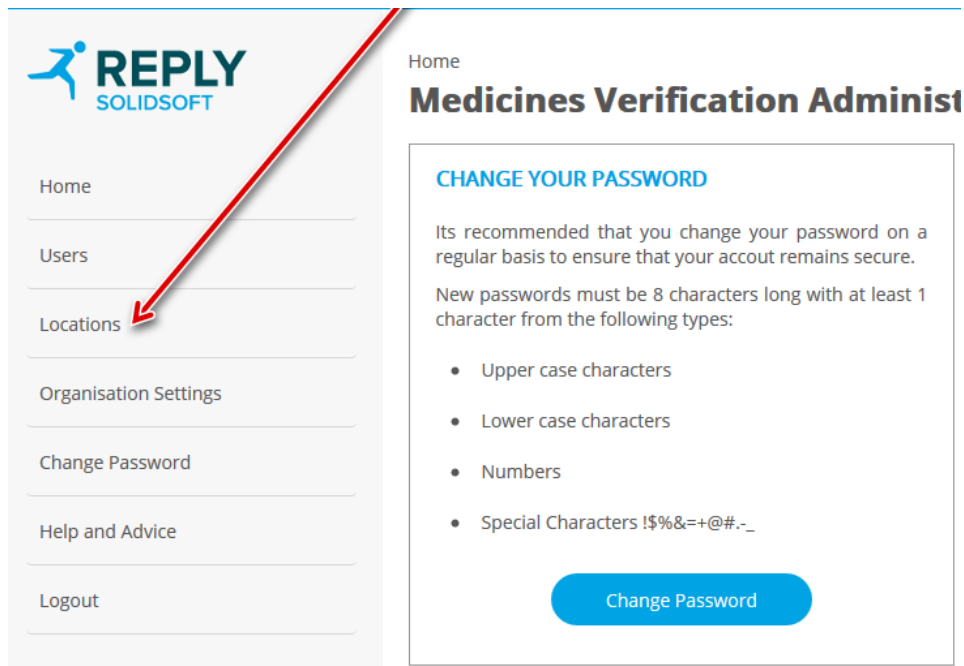 REPLY
SOLIDSOFT
Home
Users
Locations
Organisation Settings
Change Password
Help and Advice
Logout
Home
Medicines Verification Administ
CHANGE YOUR PASSWORD
Its recommended that you change your password on a
regular basis to ensure that your accout remains secure.
New passwords must be 8 characters long with at least 1
character from the following types:
• Upper case characters
• Lower case characters
• Numbers
• Special Characters !$%&=+@#.-_
Change Password